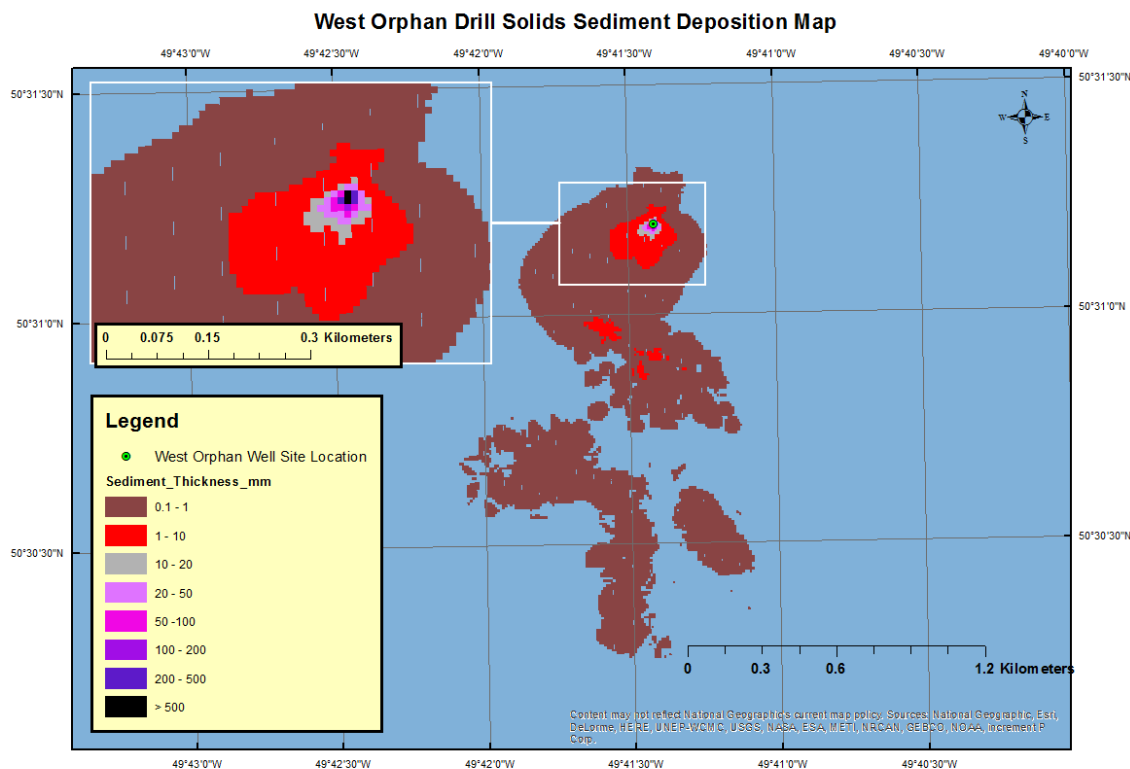 West Orphan Drill Solids Sediment Deposition Map
49°43'0"W 49°42'30"W 49°42'0"W 49°41'30"W 49°41'0"W 49°40'30"W 49°40'0"W
50°31'30"N 50°31'30"N
N
W E
S
50°31'0"N 50°31'0"N
0 0.075 0.15 0.3 Kilometers
Legend
West Orphan Well Site Location
Sediment_Thickness_mm
0.1 - 1
1 - 10
10 - 20
20 - 50
50 -100
100 - 200
200 - 500
> 500
50°30'30"N 50°30'30"N
0 0.3 0.6 1.2 Kilometers
Content may not reflect National Geographic's current map policy. Sources: National Geographic, Esri,
DeLorme, HERE, UNEP-WCMC, USGS, NASA, ESA, METI, NRCAN, GEBCO, NOAA, increment P
Corp.
49°43'0"W 49°42'30"W 49°42'0"W 49°41'30"W 49°41'0"W 49°40'30"W